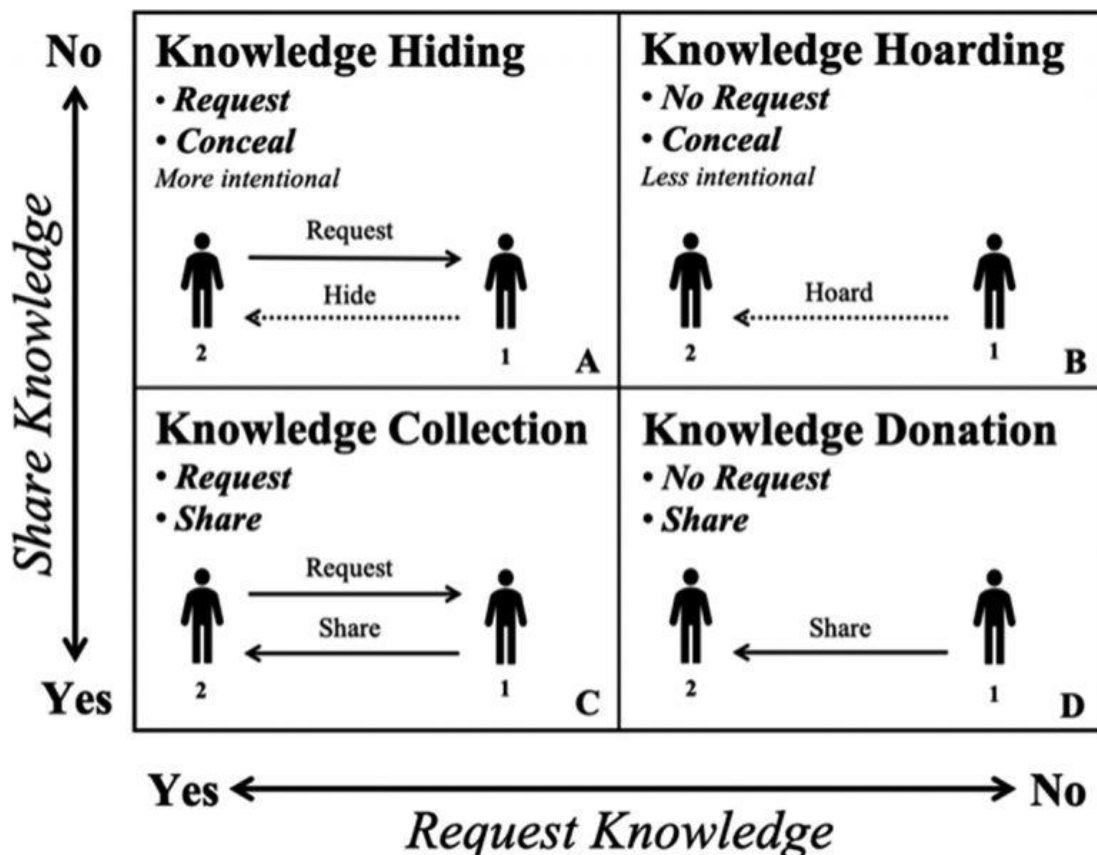 No
Share Knowledge
Yes
Knowledge Hiding
• Request
• Conceal
More intentional
Request
Hide
2
1
A
Knowledge Hoarding
• No Request
• Conceal
Less intentional
Hoard
2
1
B
Knowledge Collection
• Request
• Share
Request
Share
2
1
C
Knowledge Donation
• No Request
• Share
Share
2
1
D
Yes
No
Request Knowledge